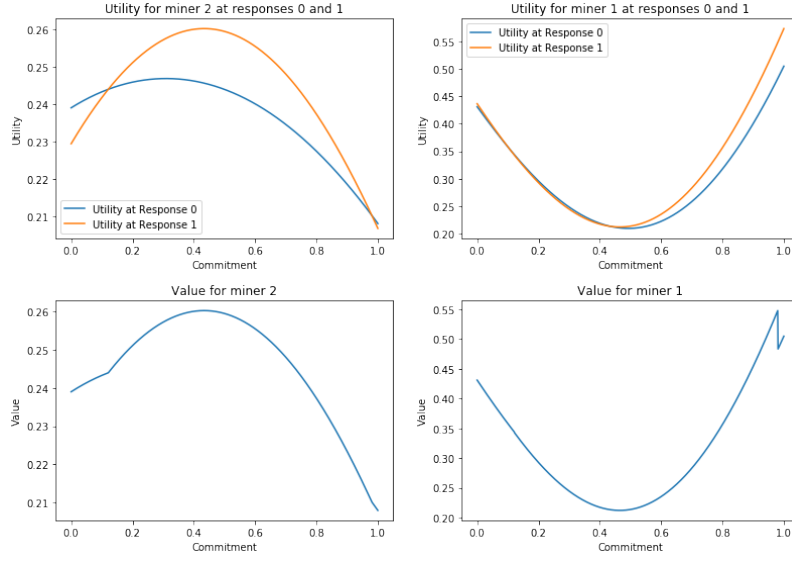 Utility for miner 2 at responses 0 and 1
0.26
0.25
0.24
0.23
0.22
0.21
Utility
Utility at Response 0
Utility at Response 1
0.0 0.2 0.4 0.6 0.8 1.0
Commitment
Utility for miner 1 at responses 0 and 1
Utility at Response 0
Utility at Response 1
0.55
0.50
0.45
0.40
0.35
0.30
0.25
0.20
Utility
0.0 0.2 0.4 0.6 0.8 1.0
Commitment
Value for miner 2
0.26
0.25
0.24
0.23
0.22
0.21
Value
0.0 0.2 0.4 0.6 0.8 1.0
Commitment
Value for miner 1
0.55
0.50
0.45
0.40
0.35
0.30
0.25
0.20
Value
0.0 0.2 0.4 0.6 0.8 1.0
Commitment